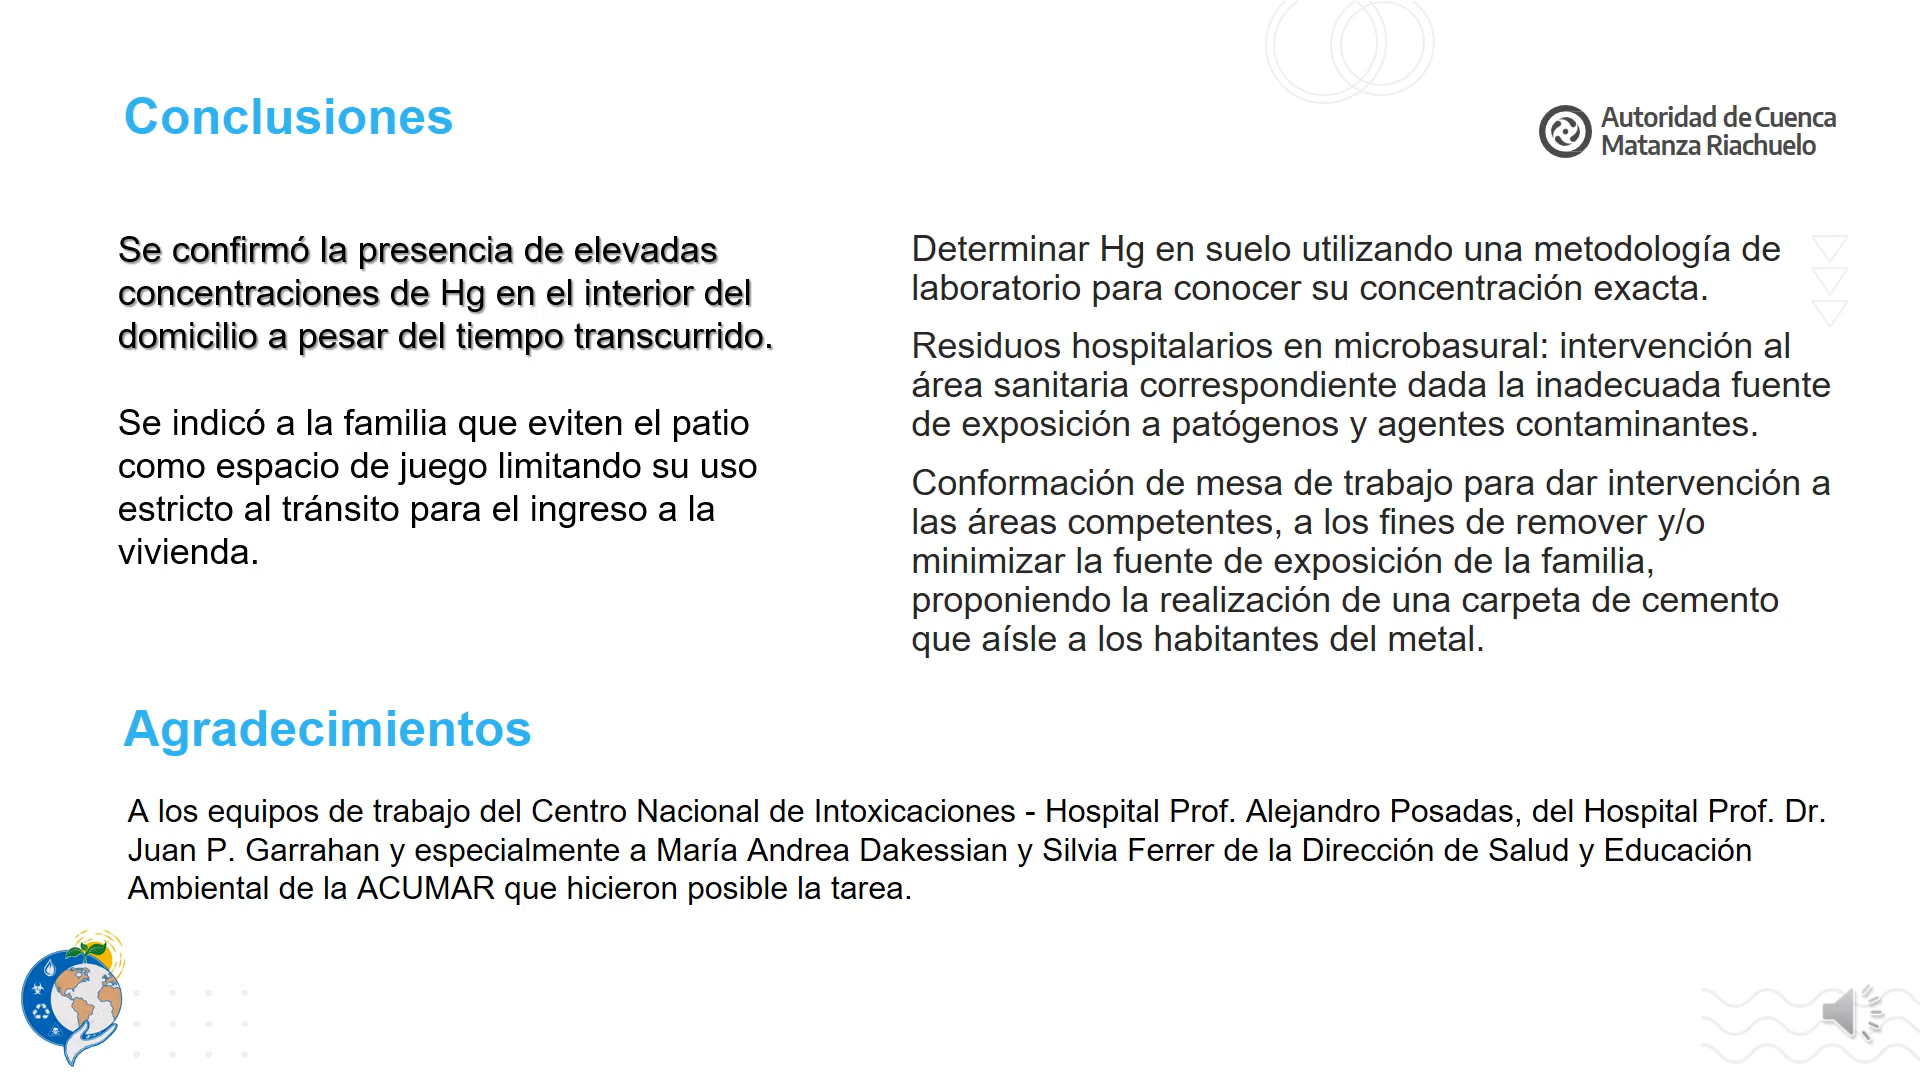 Conclusiones
Autoridad de Cuenca
Matanza Riachuelo
Se confirmó la presencia de elevadas
concentraciones de Hg en el interior del
domicilio a pesar del tiempo transcurrido.
Se indicó a la familia que eviten el patio
como espacio de juego limitando su uso
estricto al tránsito para el ingreso a la
vivienda.
Determinar Hg en suelo utilizando una metodología de
laboratorio para conocer su concentración exacta.
Residuos hospitalarios en microbasural: intervención al
área sanitaria correspondiente dada la inadecuada fuente
de exposición a patógenos y agentes contaminantes.
Conformación de mesa de trabajo para dar intervención a
las áreas competentes, a los fines de remover y/o
minimizar la fuente de exposición de la familia,
proponiendo la realización de una carpeta de cemento
que aísle a los habitantes del metal.
Agradecimientos
A los equipos de trabajo del Centro Nacional de Intoxicaciones - Hospital Prof. Alejandro Posadas, del Hospital Prof. Dr.
Juan P. Garrahan y especialmente a María Andrea Dakessian y Silvia Ferrer de la Dirección de Salud y Educación
Ambiental de la ACUMAR que hicieron posible la tarea.